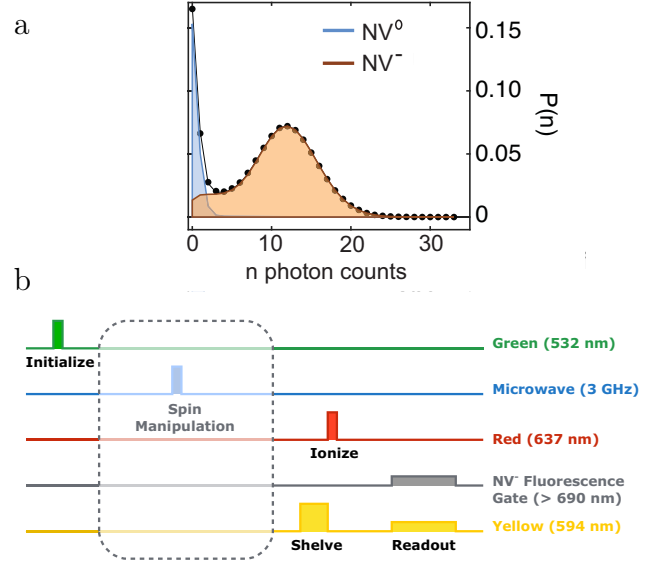 a
NV⁰
NV⁻
0.15
0.10
0.05
0
P(n)
0 10 20 30
n photon counts
b
Green (532 nm)
Initialize
Microwave (3 GHz)
Spin
Manipulation
Red (637 nm)
Ionize
NV⁻ Fluorescence
Gate (> 690 nm)
Yellow (594 nm)
Shelve Readout